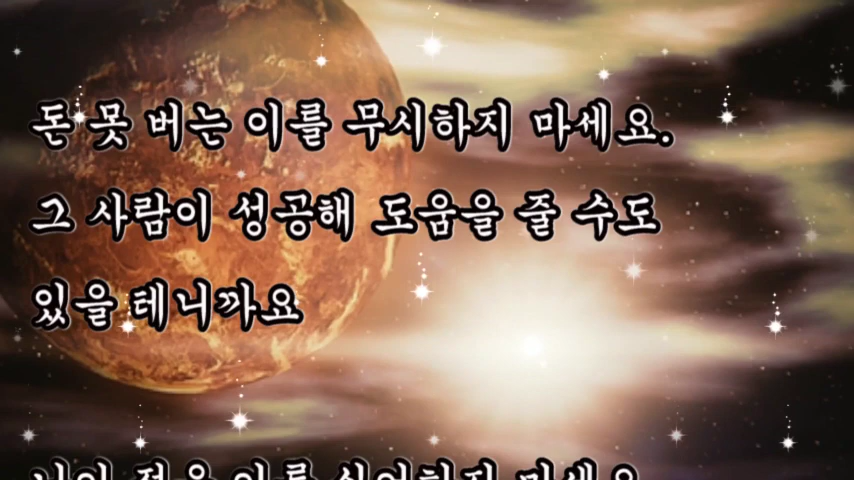 돈 못 버는 이를 무시하지 마세요.
그 사람이 성공해 도움을 줄 수도
있을 테니까요